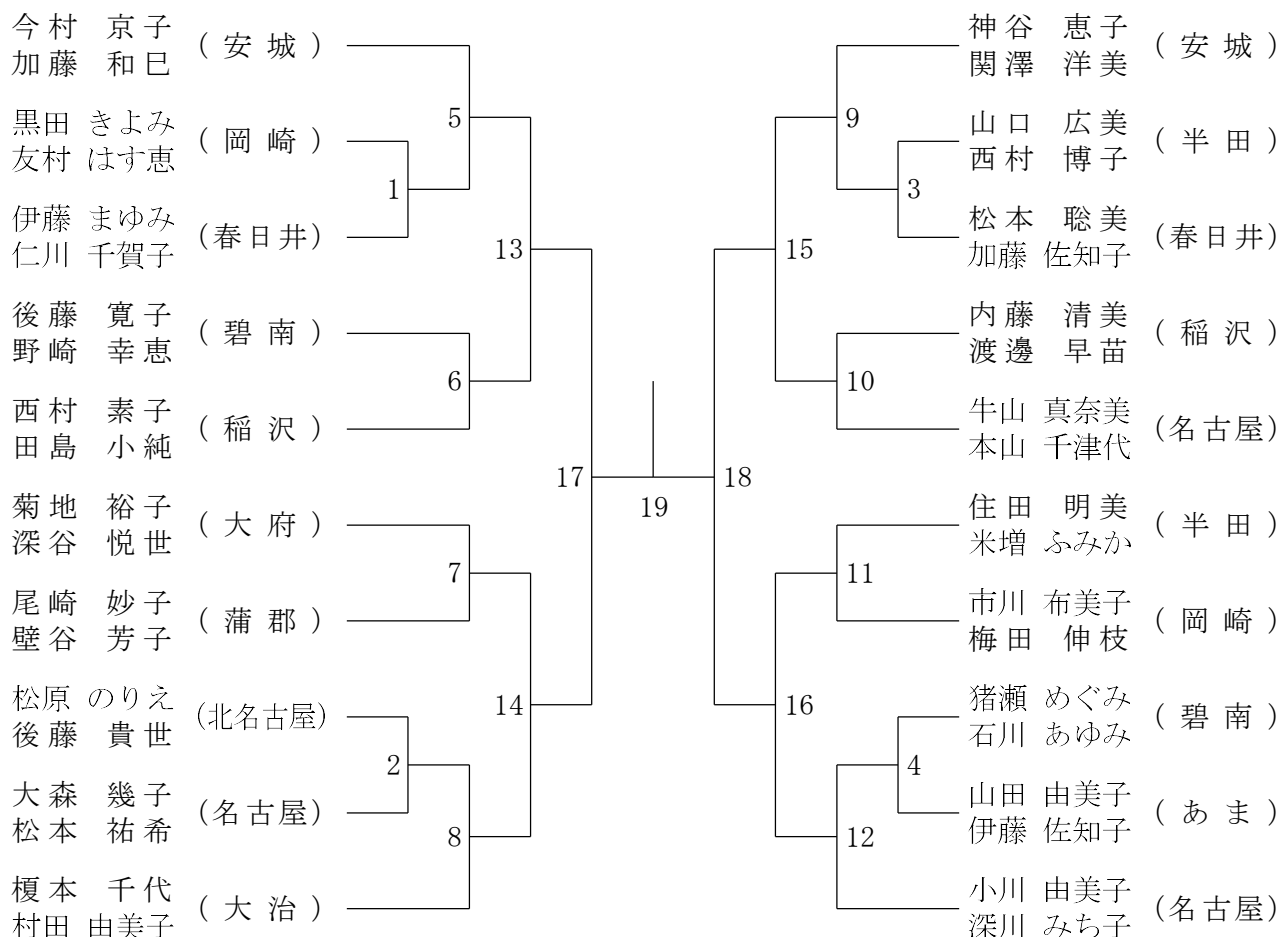 今村 京子
加藤 和巳
(安城)
黒田 きよみ
友村 はす恵
(岡崎)
伊藤 まゆみ
仁川 千賀子
(春日井)
後藤 寛子
野崎 幸恵
(碧南)
西村 素子
田島 小純
(稲沢)
菊地 裕子
深谷 悦世
(大府)
尾崎 妙子
壁谷 芳子
(蒲郡)
松原 のりえ
後藤 貴世
(北名古屋)
大森 幾子
松本 祐希
(名古屋)
榎本 千代
村田 由美子
(大治)
5
1
13
6
17
7
14
2
8
19
9
3
15
10
18
11
16
4
12
神谷 恵子
関澤 洋美
(安城)
山口 広美
西村 博子
(半田)
松本 聡美
加藤 佐知子
(春日井)
内藤 清美
渡邊 早苗
(稲沢)
牛山 真奈美
本山 千津代
(名古屋)
住田 明美
米増 ふみか
(半田)
市川 布美子
梅田 伸枝
(岡崎)
猪瀬 めぐみ
石川 あゆみ
(碧南)
山田 由美子
伊藤 佐知子
(あま)
小川 由美子
深川 みち子
(名古屋)